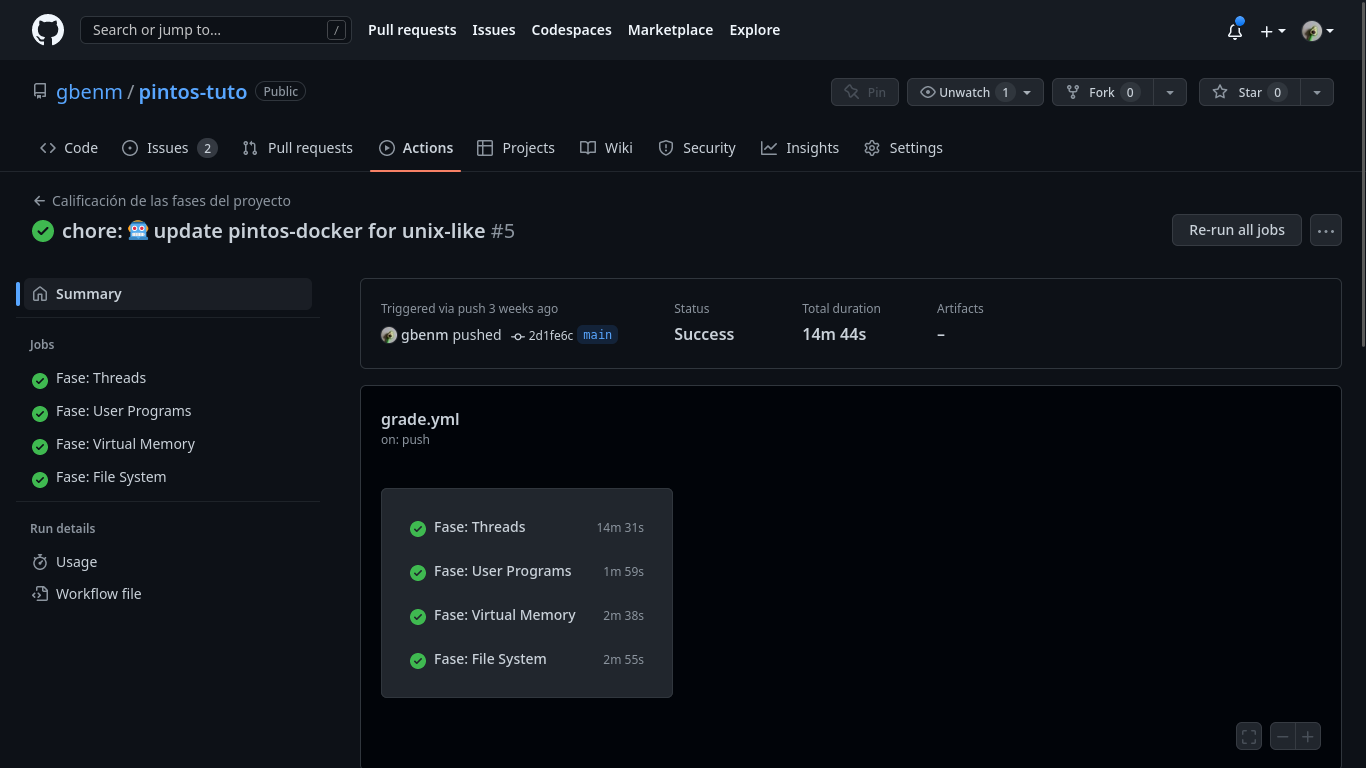 Search or jump to... /
Pull requests Issues Codespaces Marketplace Explore
gbenm / pintos-tuto Public
Pin Unwatch 1 Fork 0 Star 0
Code Issues 2 Pull requests Actions Projects Wiki Security Insights Settings
← Calificación de las fases del proyecto
chore: 🤖 update pintos-docker for unix-like #5
Re-run all jobs ...
Summary
Jobs
Fase: Threads
Fase: User Programs
Fase: Virtual Memory
Fase: File System
Run details
Usage
Workflow file
Triggered via push 3 weeks ago
gbenm pushed 2d1fe6c main
Status
Success
Total duration
14m 44s
Artifacts
–
grade.yml
on: push
Fase: Threads 14m 31s
Fase: User Programs 1m 59s
Fase: Virtual Memory 2m 38s
Fase: File System 2m 55s